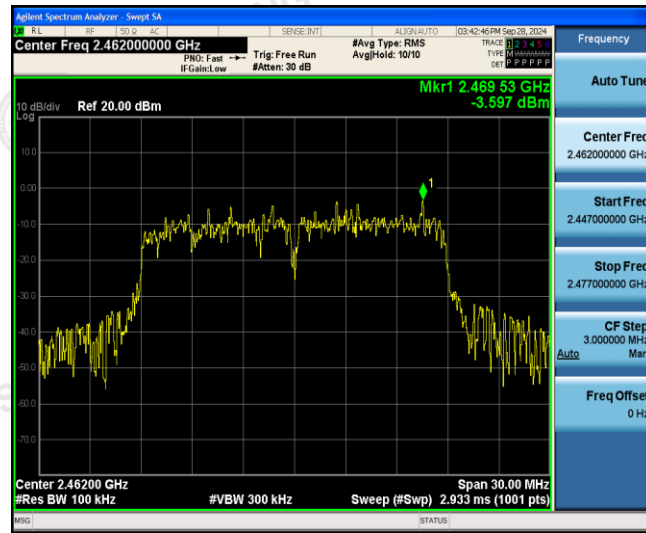 Agilent Spectrum Analyzer - Swept SA
RL RF 50 Ω AC SENSE:INT ALIGNAUTO 03:42:46PM Sep 28, 2024
Center Freq 2.462000000 GHz
PNO: Fast
IFGain:Low
Trig: Free Run
#Atten: 30 dB
#Avg Type: RMS
Avg|Hold: 10/10
TRACE 1 2 3 4 5 6
TYPE M
DET P P P P P P
Mkr1 2.469 53 GHz
-3.597 dBm
10 dB/div Ref 20.00 dBm
Log
10.0
0.00
-10.0
-20.0
-30.0
-40.0
-50.0
-60.0
-70.0
1
Center 2.46200 GHz
#Res BW 100 kHz
#VBW 300 kHz
Span 30.00 MHz
Sweep (#Swp) 2.933 ms (1001 pts)
MSG STATUS
Frequency
Auto Tune
Center Freq
2.462000000 GHz
Start Freq
2.447000000 GHz
Stop Freq
2.477000000 GHz
CF Step
3.000000 MHz
Auto Man
Freq Offset
0 Hz